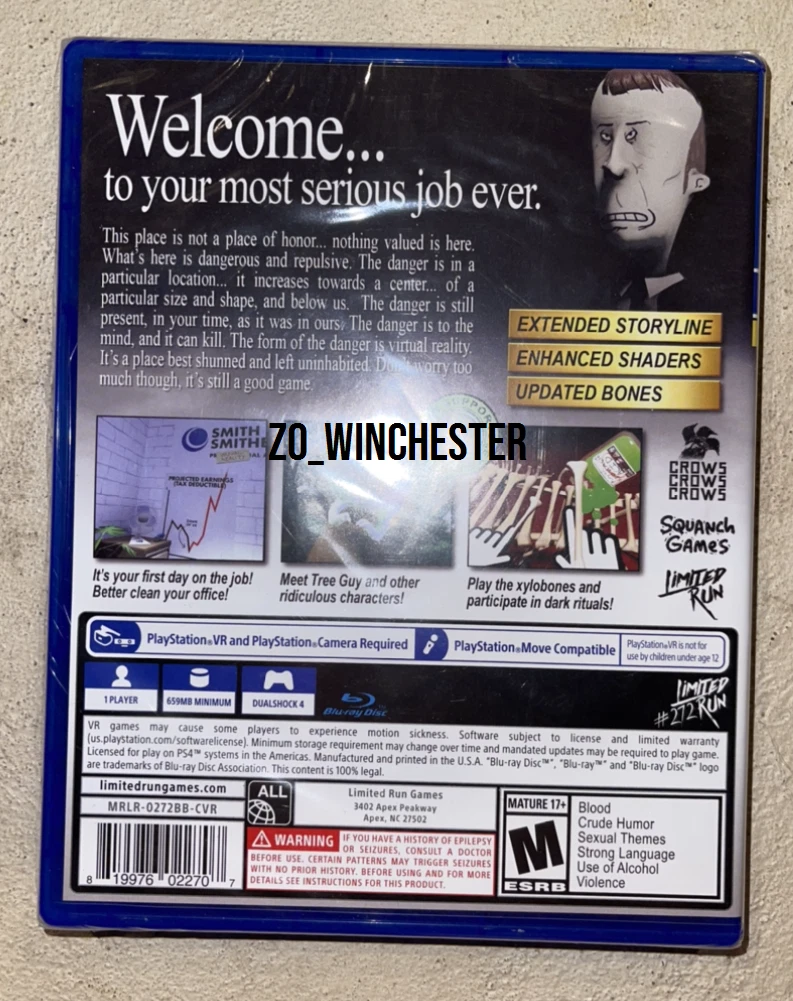 Welcome...
to your most serious job ever.
This place is not a place of honor... nothing valued is here.
What's here is dangerous and repulsive. The danger is in a
particular location... it increases towards a center... of a
particular size and shape, and below us. The danger is still
present, in your time, as it was in ours. The danger is to the
mind, and it can kill. The form of the danger is virtual reality.
It's a place best shunned and left uninhabited. Don't worry too
much though, it's still a good game.
EXTENDED STORYLINE
ENHANCED SHADERS
UPDATED BONES
SMITH
SMITHE
PROJECTED EARNINGS
(TAX DEDUCTIBLE)
ZO_WINCHESTER
CROWS
CROWS
CROWS
SQUANCH
GAMES
LIMITED
RUN
It's your first day on the job!
Better clean your office!
Meet Tree Guy and other
ridiculous characters!
Play the xylobones and
participate in dark rituals!
PlayStation®VR and PlayStation®Camera Required
PlayStation®Move Compatible
PlayStation®VR is not for
use by children under age 12
1 PLAYER
659MB MINIMUM
DUALSHOCK 4
Blu-ray Disc
LIMITED
RUN
#272
VR games may cause some players to experience motion sickness. Software subject to license and limited warranty
(us.playstation.com/softwarelicense). Minimum storage requirement may change over time and mandated updates may be required to play game.
Licensed for play on PS4™ systems in the Americas. Manufactured and printed in the U.S.A. "Blu-ray Disc™", "Blu-ray™" and "Blu-ray Disc™" logo
are trademarks of Blu-ray Disc Association. This content is 100% legal.
limitedrungames.com
MRLR-0272BB-CVR
8 19976 02270 7
ALL
Limited Run Games
3402 Apex Peakway
Apex, NC 27502
WARNING IF YOU HAVE A HISTORY OF EPILEPSY
OR SEIZURES, CONSULT A DOCTOR
BEFORE USE. CERTAIN PATTERNS MAY TRIGGER SEIZURES
WITH NO PRIOR HISTORY. BEFORE USING AND FOR MORE
DETAILS SEE INSTRUCTIONS FOR THIS PRODUCT.
MATURE 17+
M
ESRB
Blood
Crude Humor
Sexual Themes
Strong Language
Use of Alcohol
Violence